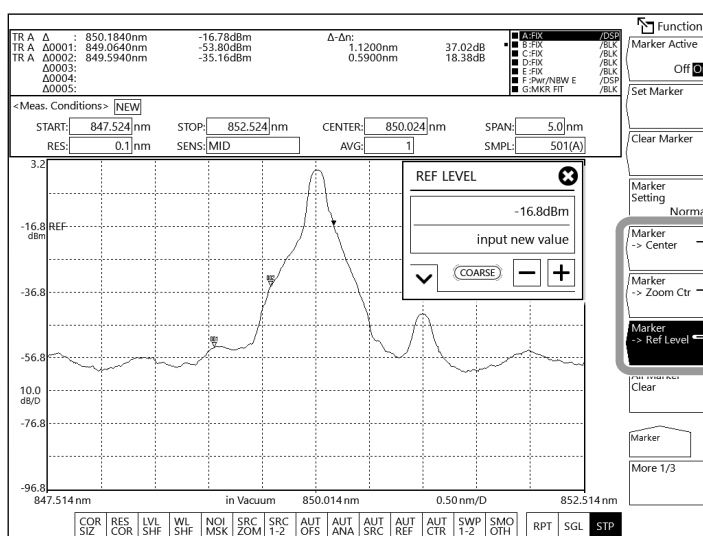 Function
TR A Δ : 850.1840nm -16.78dBm Δ-Δn:
TR A Δ0001: 849.0640nm -53.80dBm 1.1200nm 37.02dB
TR A Δ0002: 849.5940nm -35.16dBm 0.5900nm 18.38dB
Δ0003:
Δ0004:
Δ0005:
A:FIX /DSP
B:FIX /BLK
C:FIX /BLK
D:FIX /BLK
E:FIX /BLK
F:Pwr/NBW E /DSP
G:MKR FIT /BLK
<Meas. Conditions> NEW
START: 847.524 nm STOP: 852.524 nm CENTER: 850.024 nm SPAN: 5.0 nm
RES: 0.1 nm SENS: MID AVG: 1 SMPL: 501(A)
3.2
-16.8 REF
dBm
-36.8
-56.8
10.0
dB/D
-76.8
-96.8
001
002
REF LEVEL
-16.8dBm
input new value
COARSE
847.514 nm in Vacuum 850.014 nm 0.50 nm/D 852.514 nm
COR SIZ
RES COR
LVL SHF
WL SHF
NOI MSK
SRC ZOM
SRC 1-2
AUT OFS
AUT ANA
AUT SRC
AUT REF
AUT CTR
SWP 1-2
SMO OTH
RPT
SGL
STP
Marker Active
Off
Set Marker
Clear Marker
Marker
Setting
Norma
Marker
-> Center
Marker
-> Zoom Ctr
Marker
-> Ref Level
All Marker
Clear
Marker
More 1/3